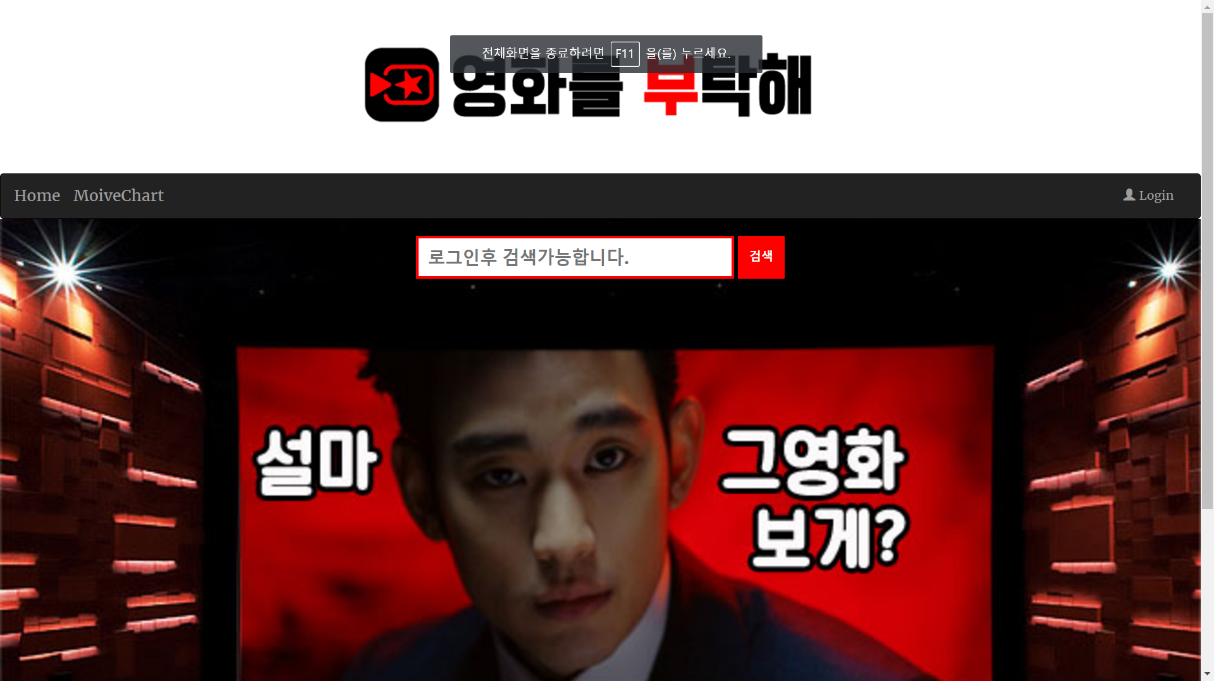 전체화면을 종료하려면 F11 을(를) 누르세요.
영화를 부탁해
Home MoiveChart Login
로그인후 검색가능합니다. 검색
설마 그영화
보게?